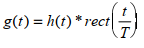 g(t) = h(t) * rect(t/T)